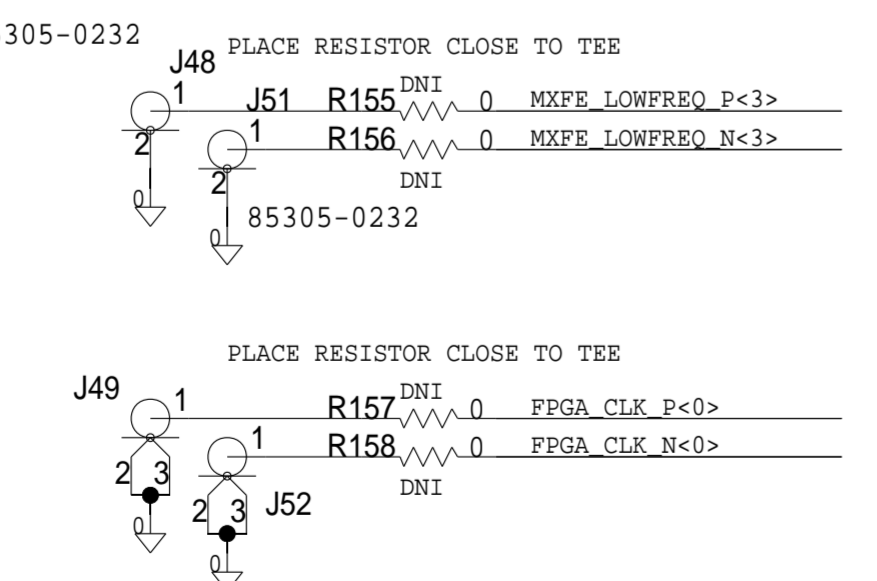 305-0232
PLACE RESISTOR CLOSE TO TEE
J48
1 J51 R155 DNI 0 MXFE_LOWFREQ_P<3>
2 1 R156 0 MXFE_LOWFREQ_N<3>
2 DNI
0 85305-0232
0
PLACE RESISTOR CLOSE TO TEE
J49
1 R157 DNI 0 FPGA_CLK_P<0>
1 R158 0 FPGA_CLK_N<0>
2 3 DNI
2 3 J52
0
0